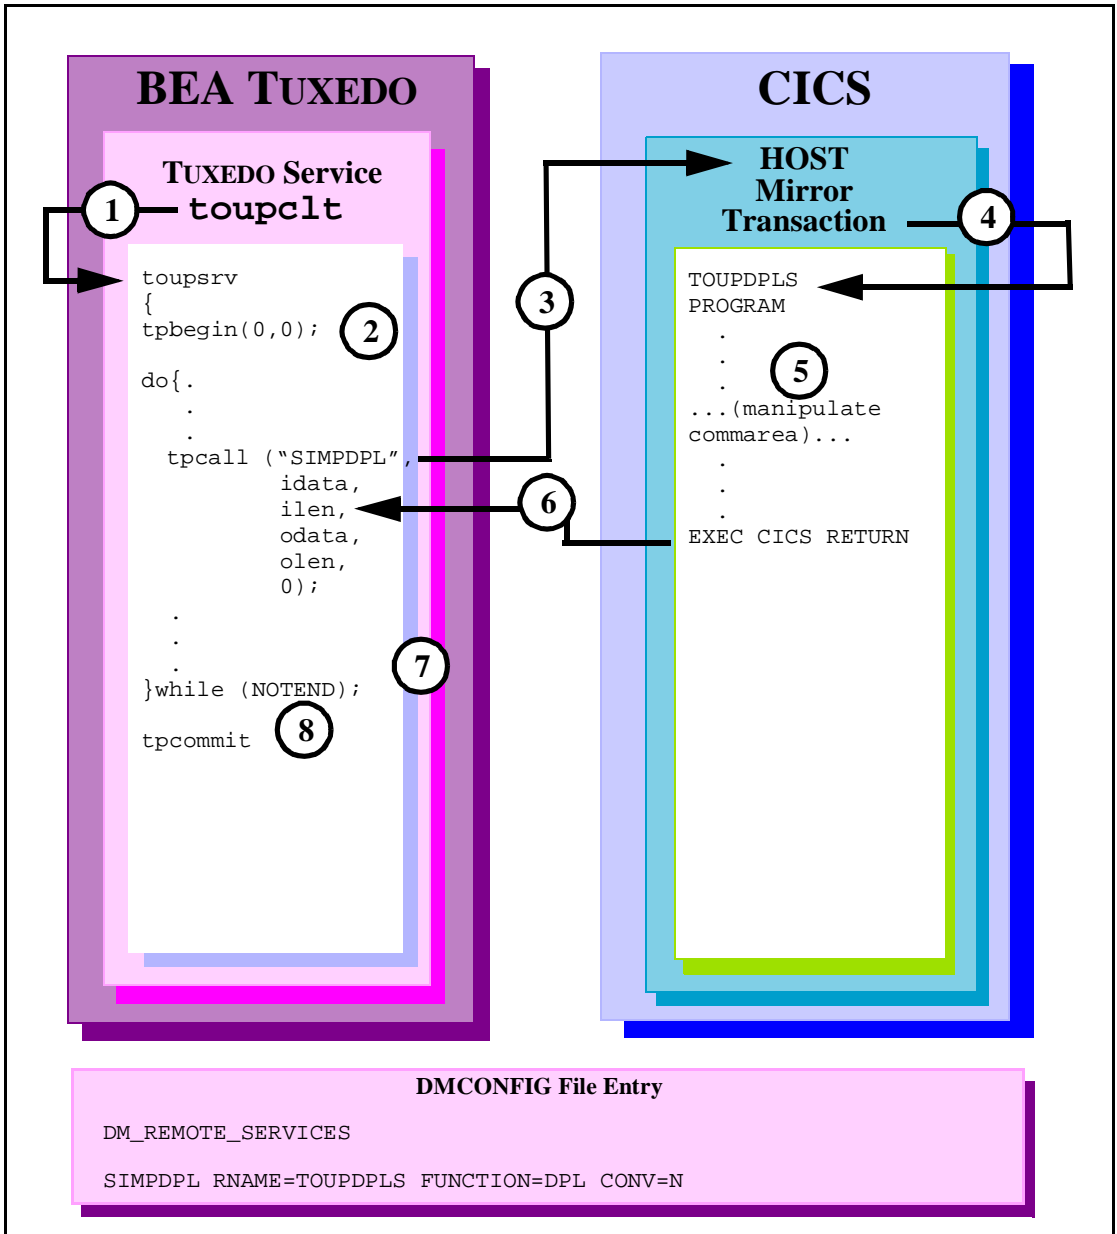 BEA TUXEDO
TUXEDO Service
toupclt
1
toupsrv
{
tpbegin(0,0);
2
do{.
.
.
tpcall (“SIMPDPL”,
idata,
ilen,
odata,
olen,
0);
.
.
.
7
}while (NOTEND);
8
tpcommit
3
6
CICS
HOST
Mirror
Transaction
4
TOUPDPLS
PROGRAM
.
.
5
.
...(manipulate
commarea)...
.
.
.
EXEC CICS RETURN
DMCONFIG File Entry
DM_REMOTE_SERVICES
SIMPDPL RNAME=TOUPDPLS FUNCTION=DPL CONV=N